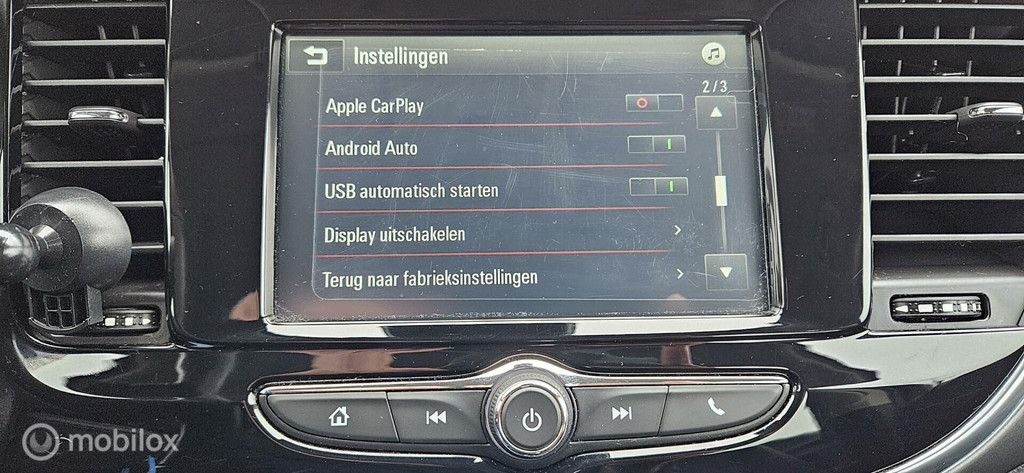 Instellingen
2/3
Apple CarPlay
Android Auto
USB automatisch starten
Display uitschakelen
Terug naar fabrieksinstellingen
mobilox